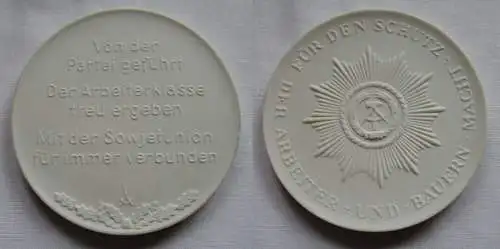 Von der
Partei geführt
Der Arbeiterklasse
treu ergeben
Mit der Sowjetunion
für immer verbunden
FÜR DEN SCHUTZ · DER ARBEITER-UND-BAUERN MACHT